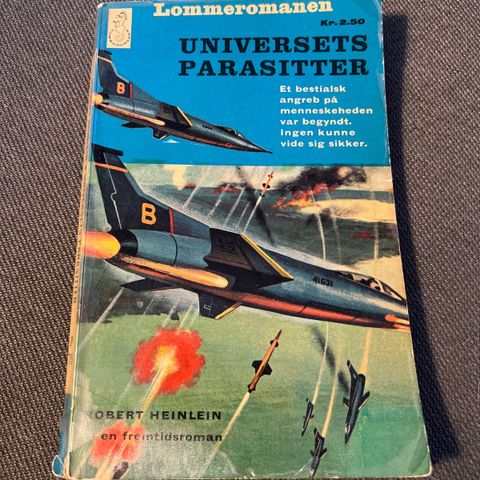 Lommeromanen
Kr. 2.50
UNIVERSETS
PARASITTER
Et bestialsk
angreb på
menneskeheden
var begyndt.
Ingen kunne
vide sig sikker.
B
B
41631
ROBERT HEINLEIN
en fremtidsroman